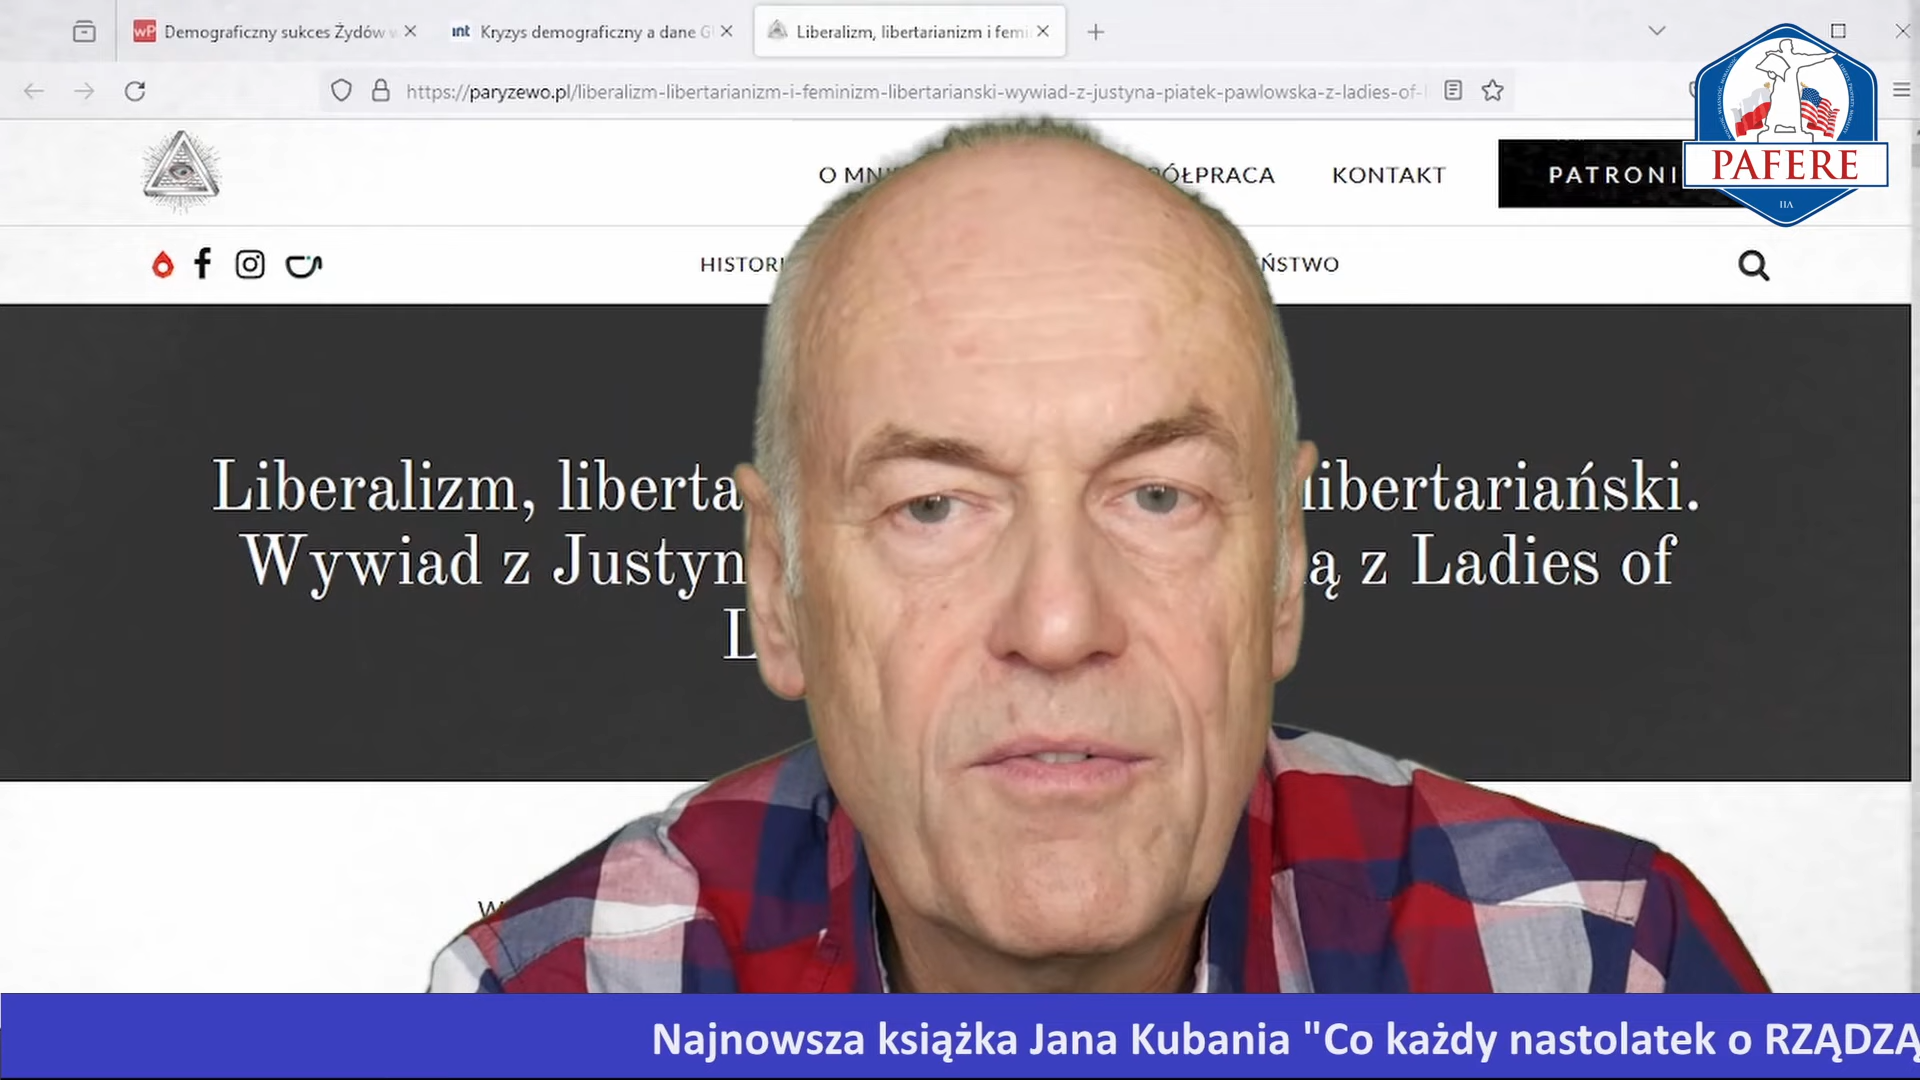 Demograficzny sukces Żydów w
Kryzys demograficzny a dane G
Liberalizm, libertarianizm i femi
https://paryzewo.pl/liberalizm-libertarianizm-i-feminizm-libertarianski-wywiad-z-justyna-piatek-pawlowska-z-ladies-of-l
O MN
ÓŁPRACA
KONTAKT
PATRONI
PAFERE
HISTORI
ŃSTWO
Liberalizm, liberta libertariański.
Wywiad z Justyn ą z Ladies of
L
W
Najnowsza książka Jana Kubania "Co każdy nastolatek o RZĄDZĄ